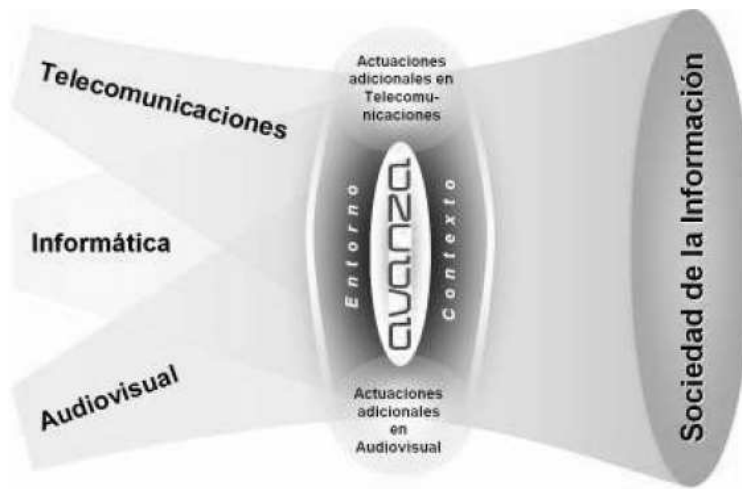 Telecomunicaciones
Informática
Audiovisual
Actuaciones
adicionales en
Telecomu-
nicaciones
Entorno
avanza
Contexto
Actuaciones
adicionales
en
Audiovisual
Sociedad de la Información